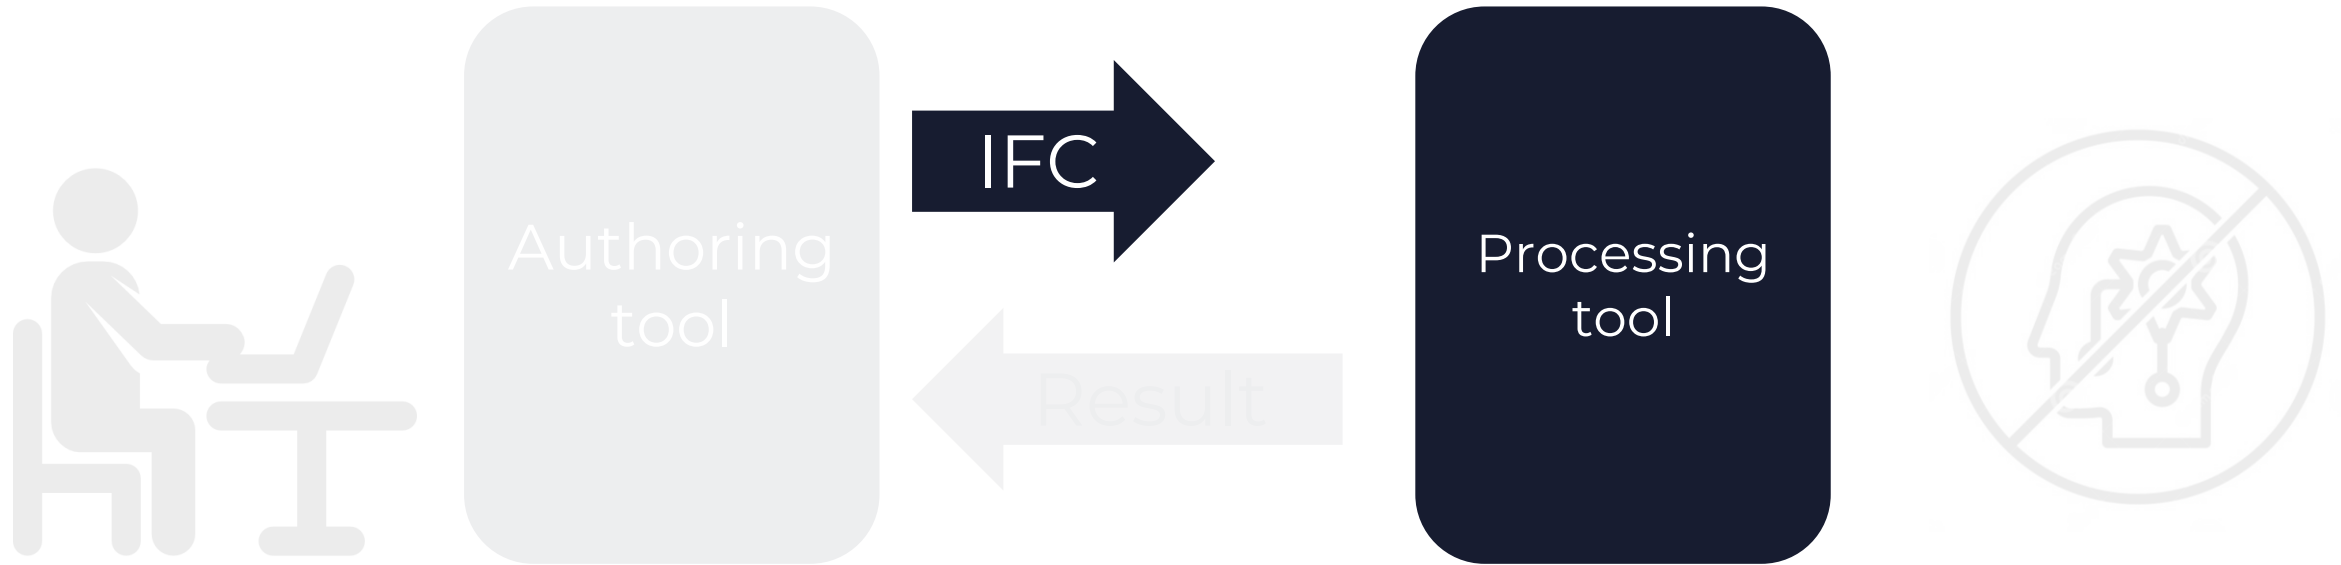 Authoring
tool
IFC
Result
Processing
tool